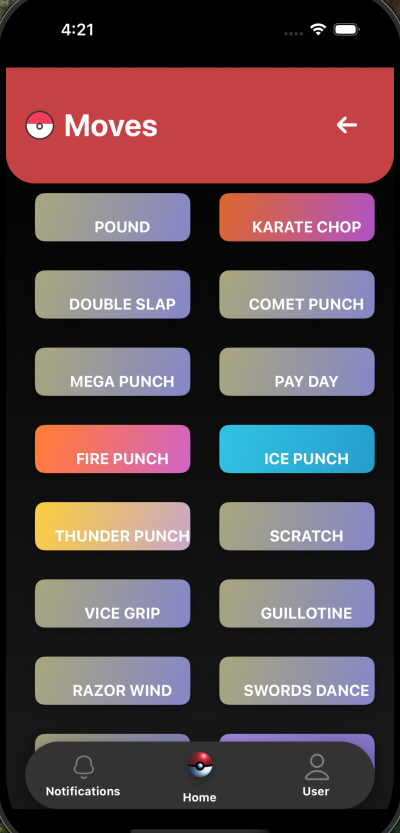 4:21
Moves
POUND
KARATE CHOP
DOUBLE SLAP
COMET PUNCH
MEGA PUNCH
PAY DAY
FIRE PUNCH
ICE PUNCH
THUNDER PUNCH
SCRATCH
VICE GRIP
GUILLOTINE
RAZOR WIND
SWORDS DANCE
Notifications
Home
User